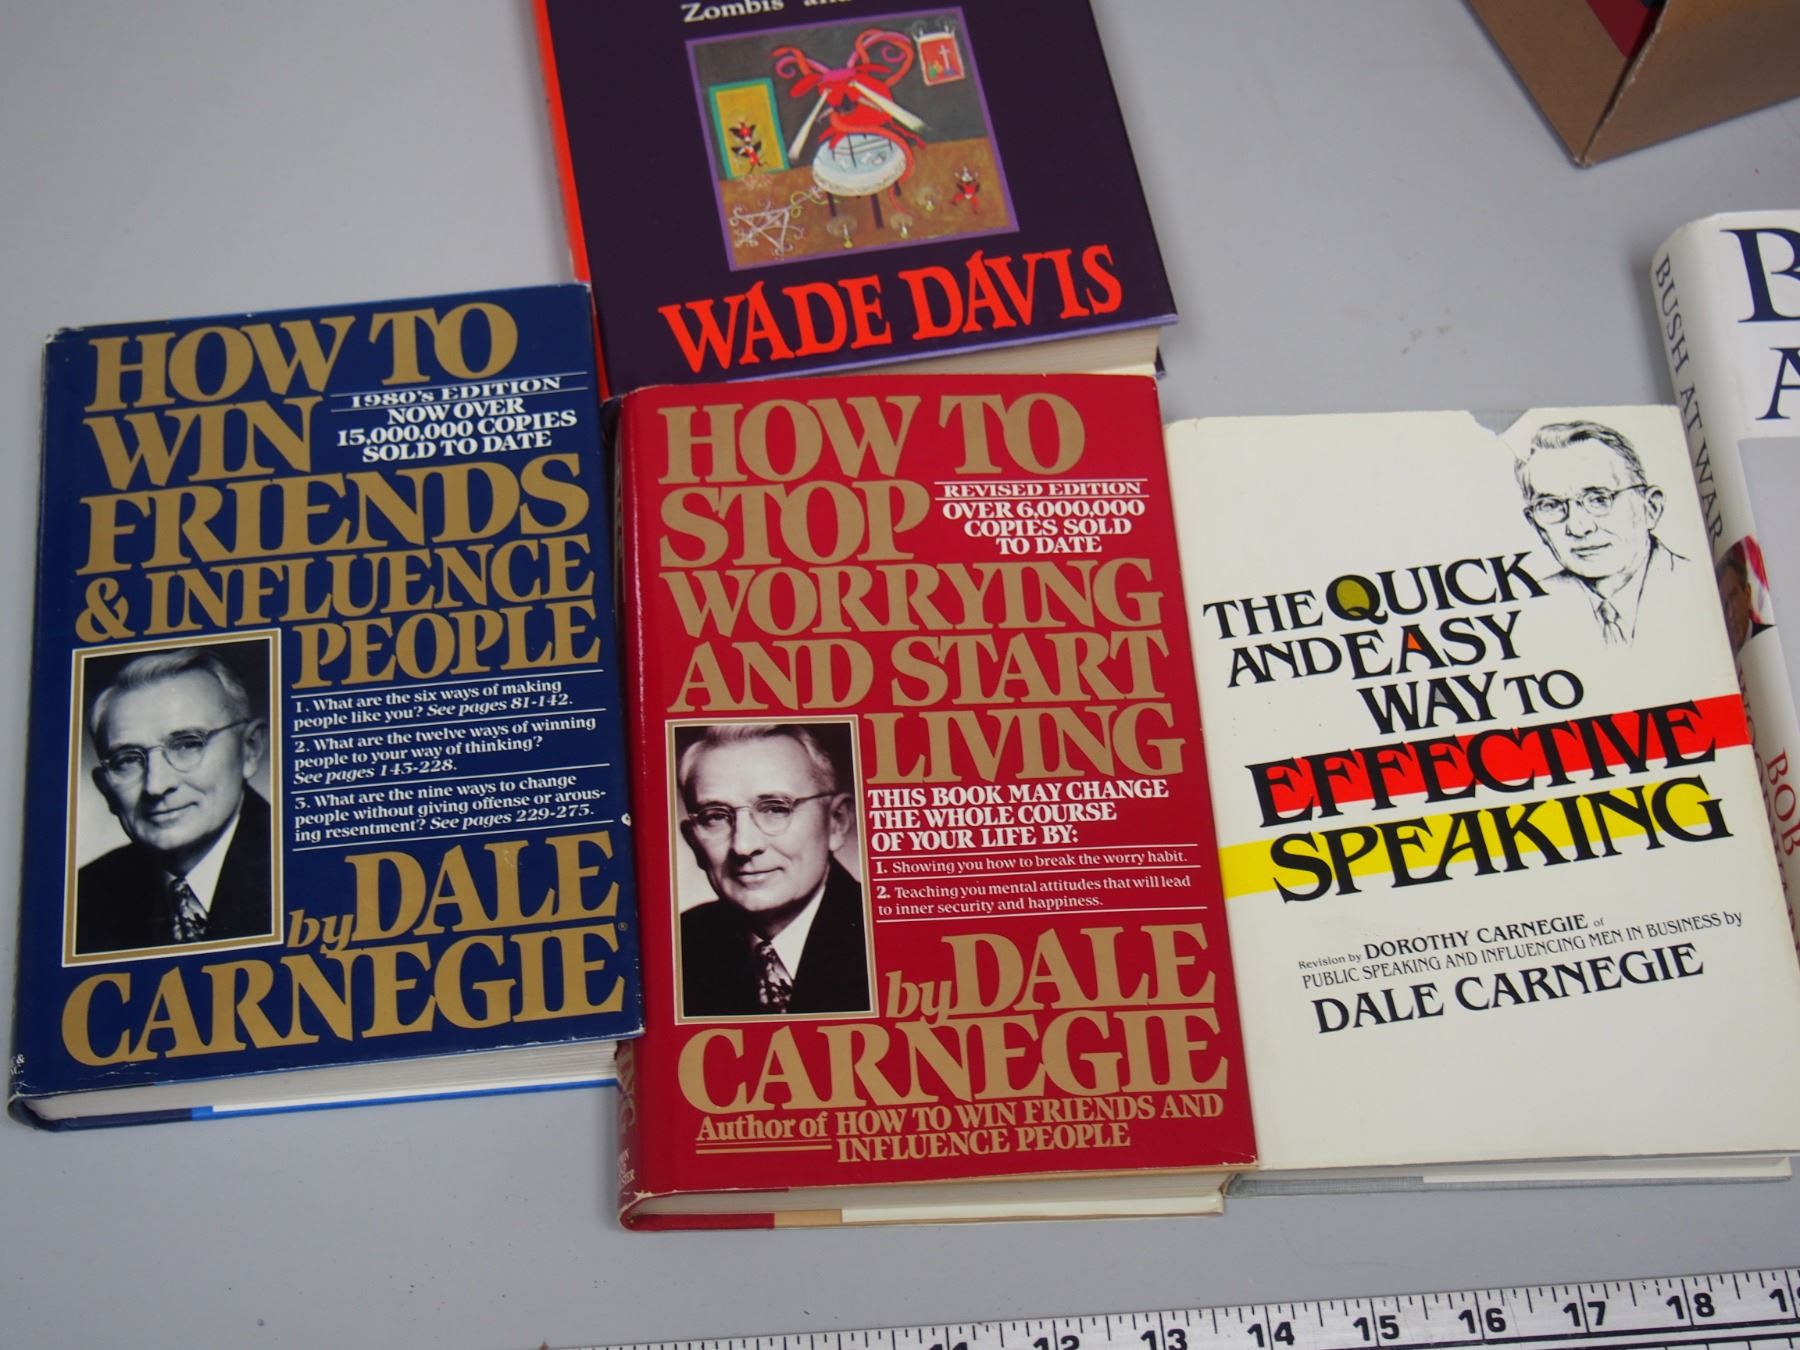 Zombis and
WADE DAVIS
HOW TO
WIN
FRIENDS
& INFLUENCE
PEOPLE
1980's EDITION
NOW OVER
15,000,000 COPIES
SOLD TO DATE
1. What are the six ways of making
people like you? See pages 81-142.
2. What are the twelve ways of winning
people to your way of thinking?
See pages 143-228.
3. What are the nine ways to change
people without giving offense or arous-
ing resentment? See pages 229-275.
by DALE
CARNEGIE®
HOW TO
STOP
WORRYING
AND START
LIVING
REVISED EDITION
OVER 6,000,000
COPIES SOLD
TO DATE
THIS BOOK MAY CHANGE
THE WHOLE COURSE
OF YOUR LIFE BY:
1. Showing you how to break the worry habit.
2. Teaching you mental attitudes that will lead
to inner security and happiness.
by DALE
CARNEGIE
Author of HOW TO WIN FRIENDS AND
INFLUENCE PEOPLE
THE QUICK
AND EASY
WAY TO
EFFECTIVE
SPEAKING
Revision by DOROTHY CARNEGIE of
PUBLIC SPEAKING AND INFLUENCING MEN IN BUSINESS by
DALE CARNEGIE
BUSH AT WAR
BOB
B
A
11 12 13 14 15 16 17 18